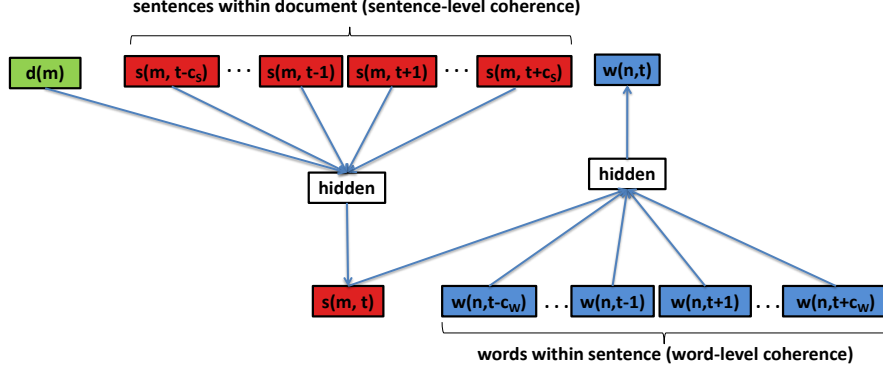 sentences within document (sentence-level coherence)
d(m) s(m, t-cS) ... s(m, t-1) s(m, t+1) ... s(m, t+cS) w(n,t)
hidden
hidden
s(m, t) w(n,t-cW) ... w(n,t-1) w(n,t+1) ... w(n,t+cW)
words within sentence (word-level coherence)